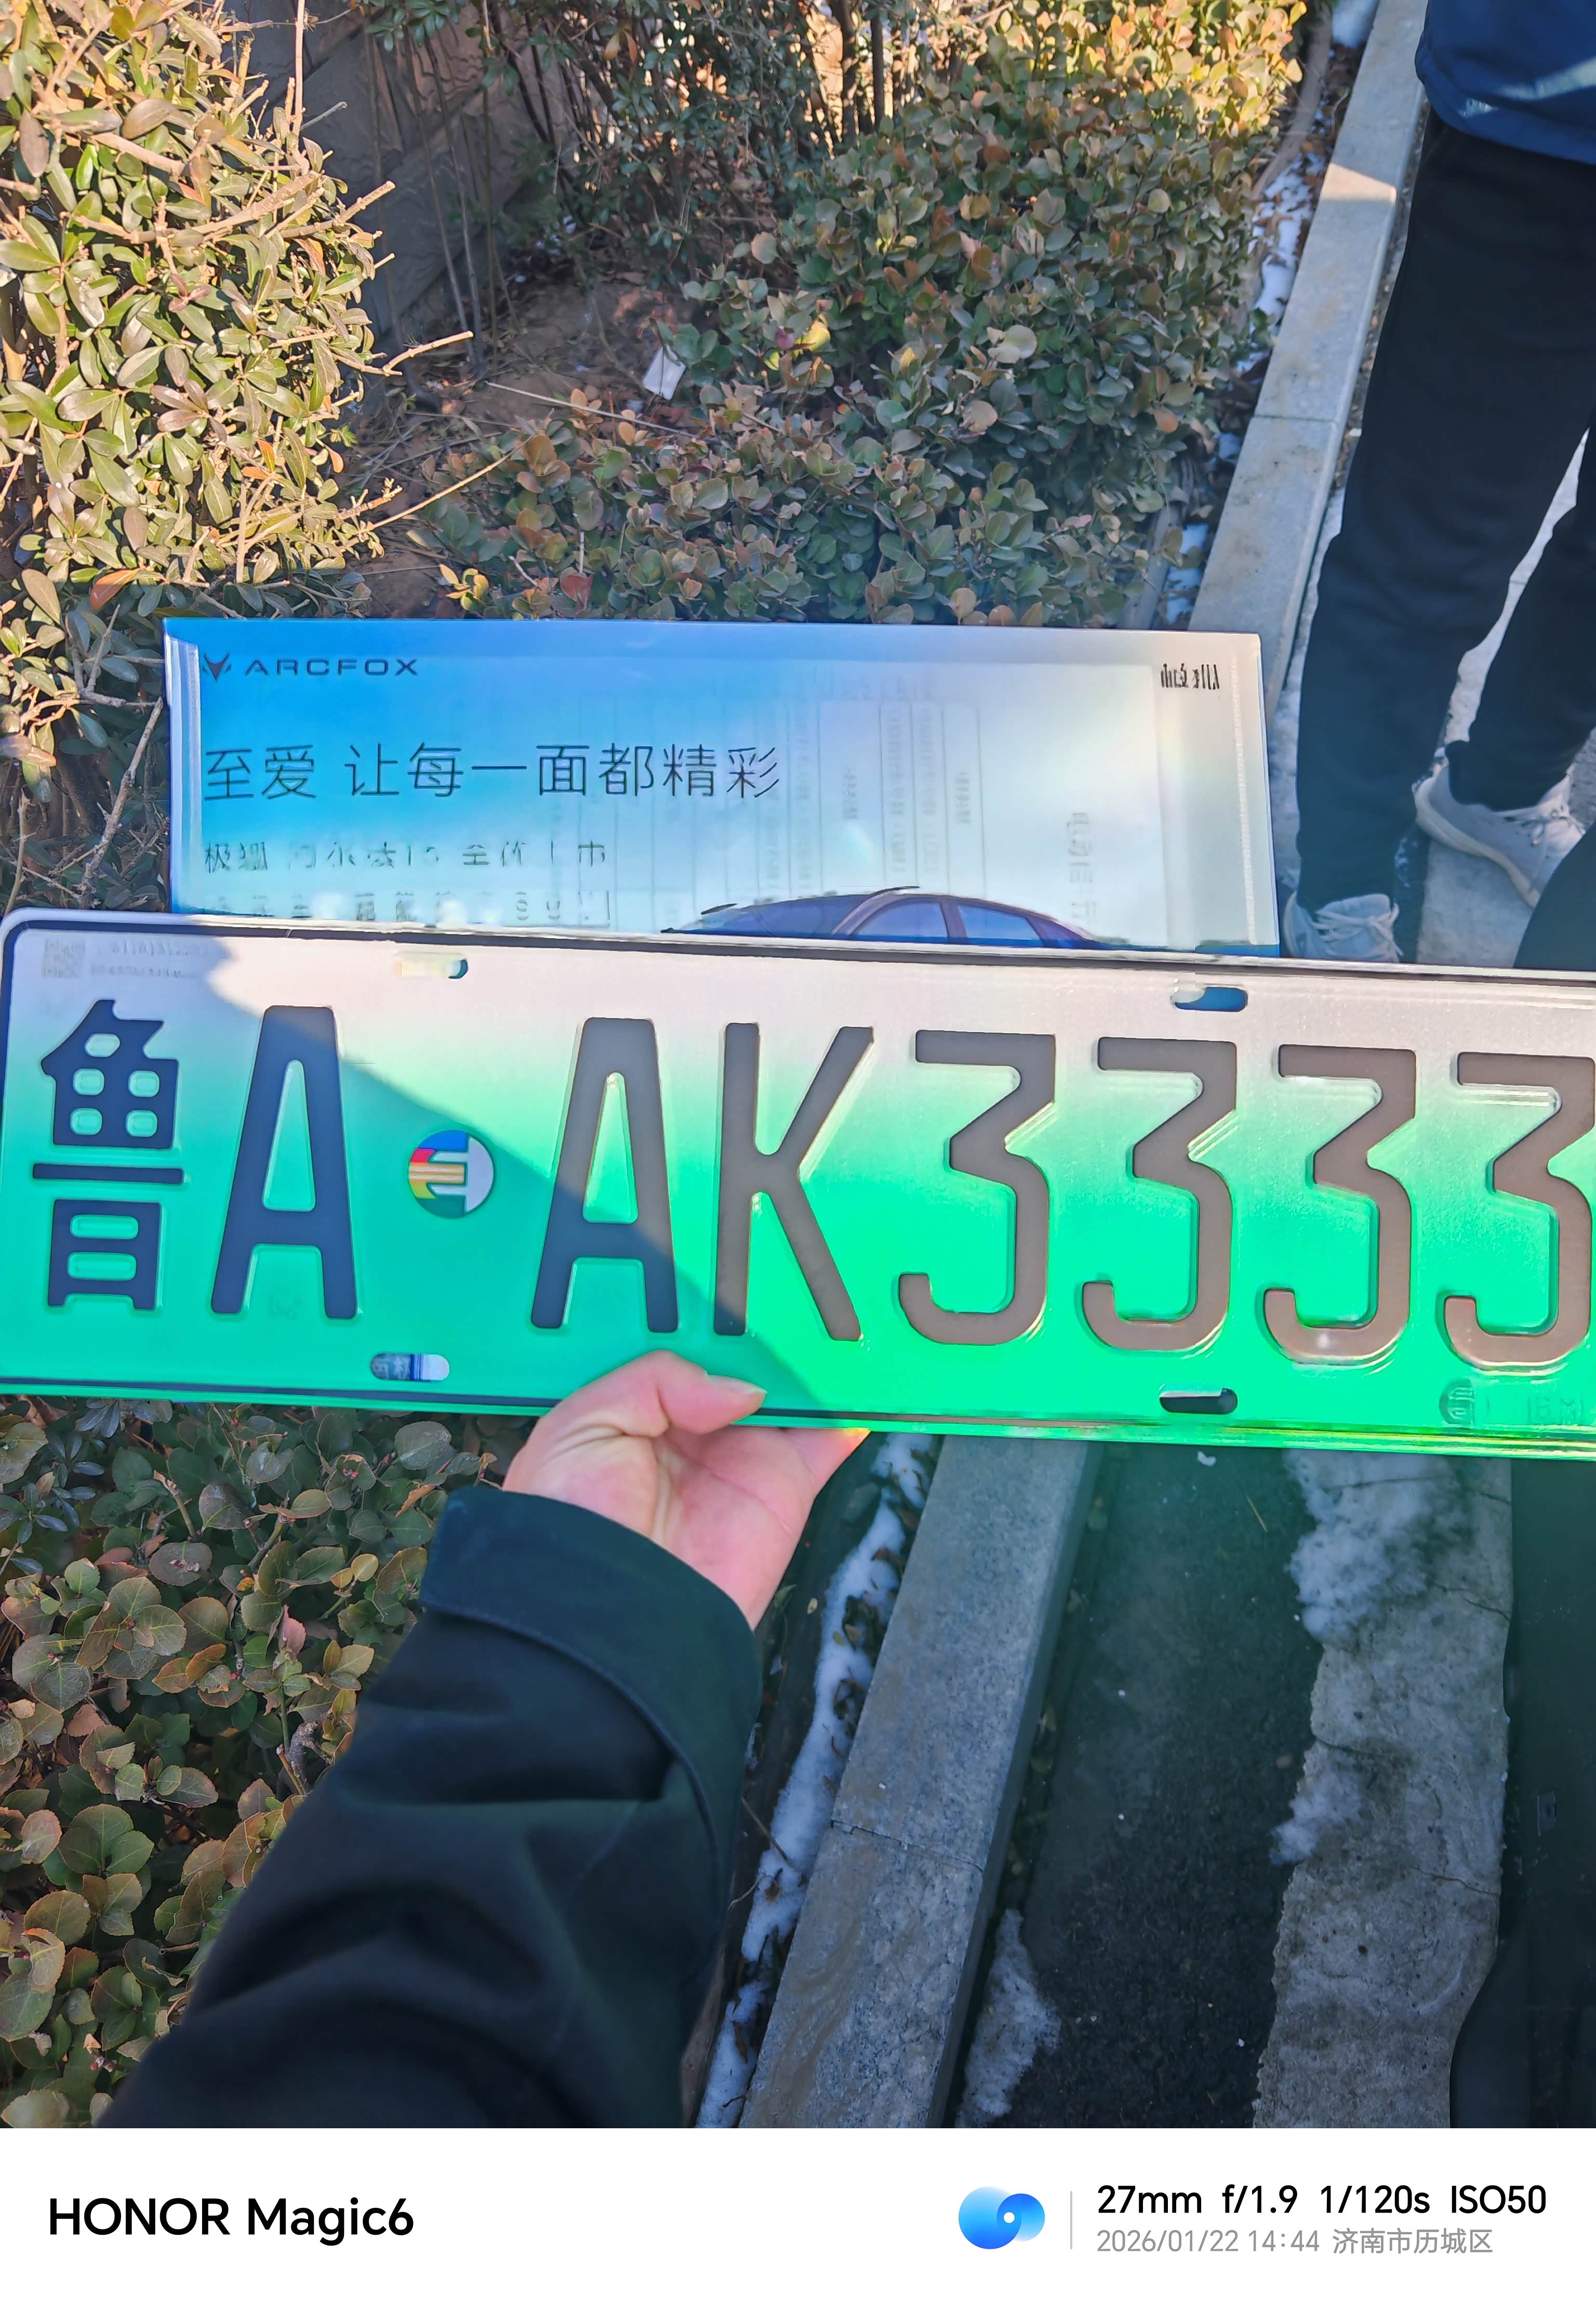 ARCFOX
至爱 让每一面都精彩
鲁A·AK3333
HONOR Magic6
27mm f/1.9 1/120s ISO50
2026/01/22 14:44 济南市历城区